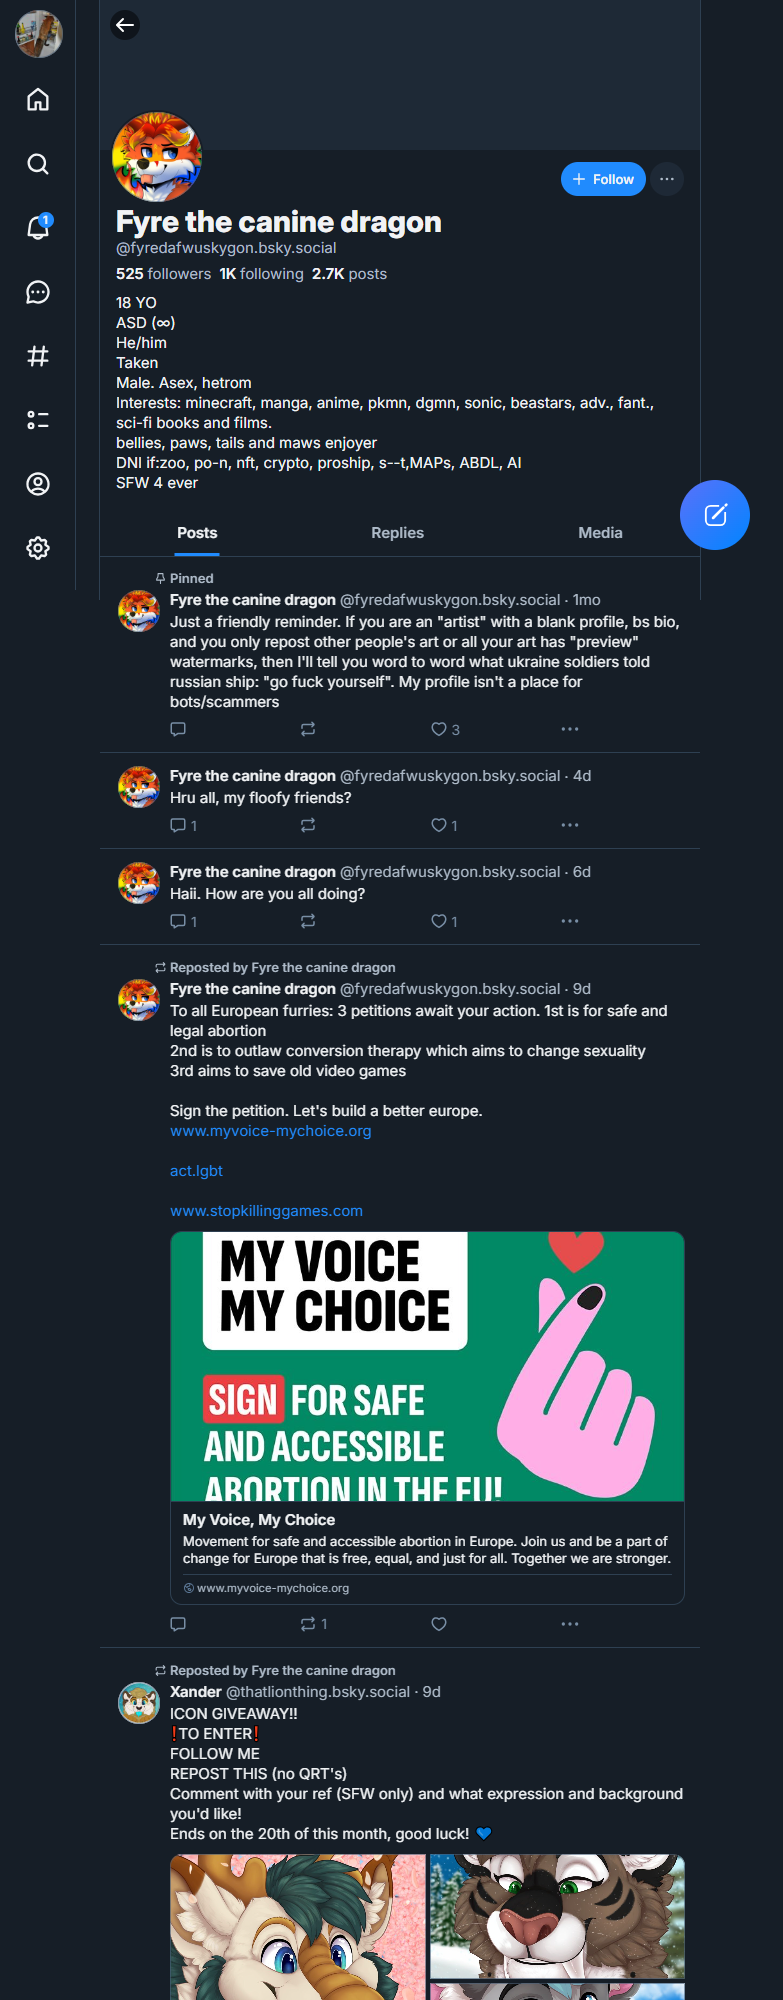 1
Follow
Fyre the canine dragon
@fyredafwuskygon.bsky.social
525 followers 1K following 2.7K posts
18 YO
ASD (∞)
He/him
Taken
Male. Asex, hetrom
Interests: minecraft, manga, anime, pkmn, dgmn, sonic, beastars, adv., fant.,
sci-fi books and films.
bellies, paws, tails and maws enjoyer
DNI if:zoo, po-n, nft, crypto, proship, s--t,MAPs, ABDL, AI
SFW 4 ever
Posts Replies Media
Pinned
Fyre the canine dragon @fyredafwuskygon.bsky.social · 1mo
Just a friendly reminder. If you are an "artist" with a blank profile, bs bio,
and you only repost other people's art or all your art has "preview"
watermarks, then I'll tell you word to word what ukraine soldiers told
russian ship: "go fuck yourself". My profile isn't a place for
bots/scammers
3
Fyre the canine dragon @fyredafwuskygon.bsky.social · 4d
Hru all, my floofy friends?
1 1
Fyre the canine dragon @fyredafwuskygon.bsky.social · 6d
Haii. How are you all doing?
1 1
Reposted by Fyre the canine dragon
Fyre the canine dragon @fyredafwuskygon.bsky.social · 9d
To all European furries: 3 petitions await your action. 1st is for safe and
legal abortion
2nd is to outlaw conversion therapy which aims to change sexuality
3rd aims to save old video games
Sign the petition. Let's build a better europe.
www.myvoice-mychoice.org
act.lgbt
www.stopkillinggames.com
MY VOICE
MY CHOICE
SIGN FOR SAFE
AND ACCESSIBLE
ABORTION IN THE EU!
My Voice, My Choice
Movement for safe and accessible abortion in Europe. Join us and be a part of
change for Europe that is free, equal, and just for all. Together we are stronger.
www.myvoice-mychoice.org
1
Reposted by Fyre the canine dragon
Xander @thatlionthing.bsky.social · 9d
ICON GIVEAWAY!!
❗TO ENTER❗
FOLLOW ME
REPOST THIS (no QRT's)
Comment with your ref (SFW only) and what expression and background
you'd like!
Ends on the 20th of this month, good luck! 💙